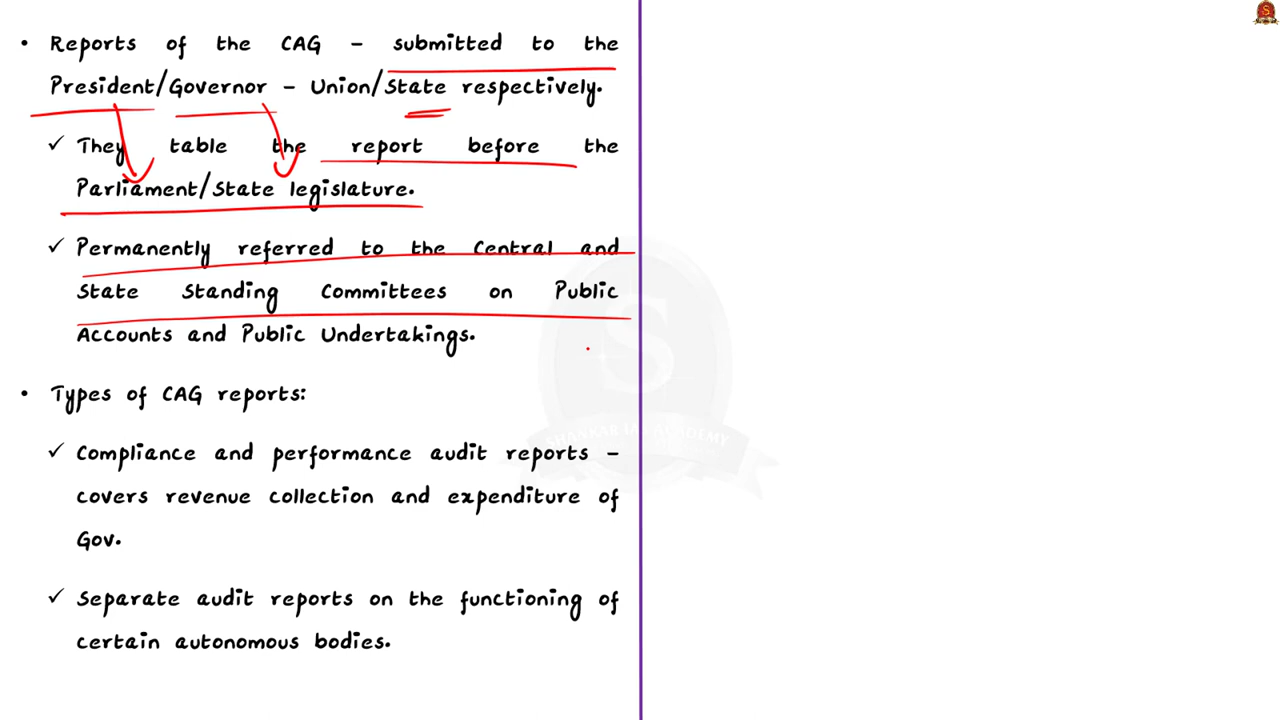 • Reports of the CAG – submitted to the
President/Governor – Union/State respectively.
✓ They table the report before the
Parliament/State legislature.
✓ Permanently referred to the Central and
State Standing Committees on Public
Accounts and Public Undertakings.
• Types of CAG reports:
✓ Compliance and performance audit reports –
covers revenue collection and expenditure of
Gov.
✓ Separate audit reports on the functioning of
certain autonomous bodies.
SHANKAR IAS ACADEMY